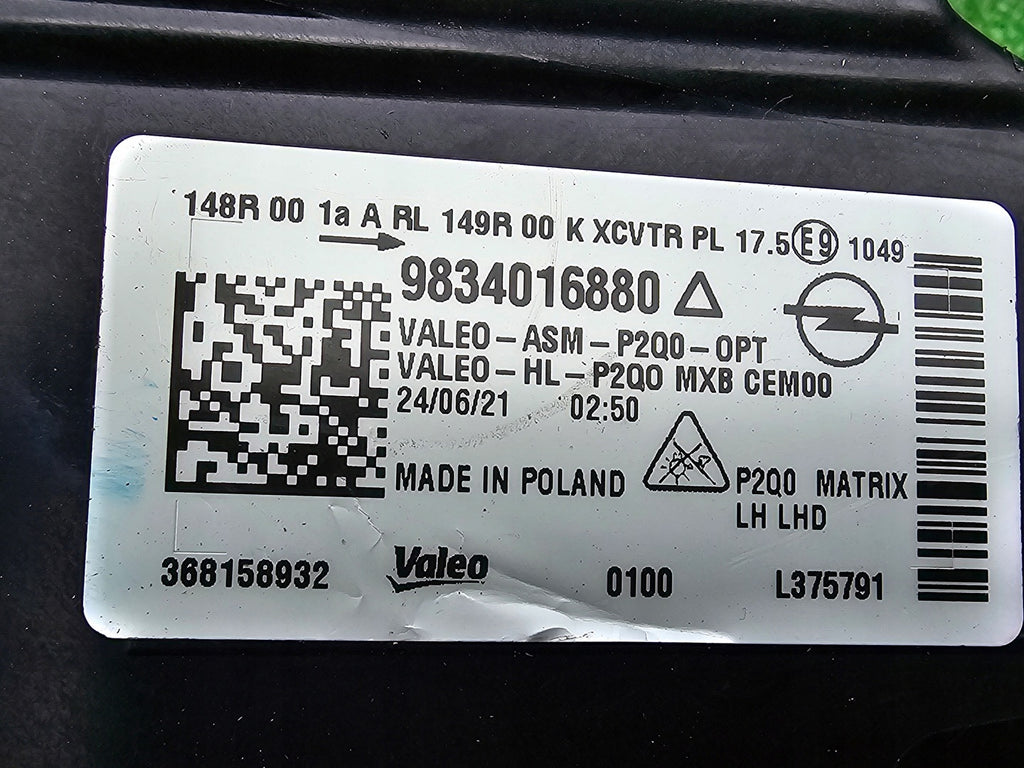 148R 00 1a A RL 149R 00 K XCVTR PL 17.5 E9 1049
9834016880
VALEO-ASM-P2Q0-OPT
VALEO-HL-P2Q0 MXB CEM00
24/06/21 02:50
MADE IN POLAND
P2Q0 MATRIX
LH LHD
368158932 Valeo 0100 L375791